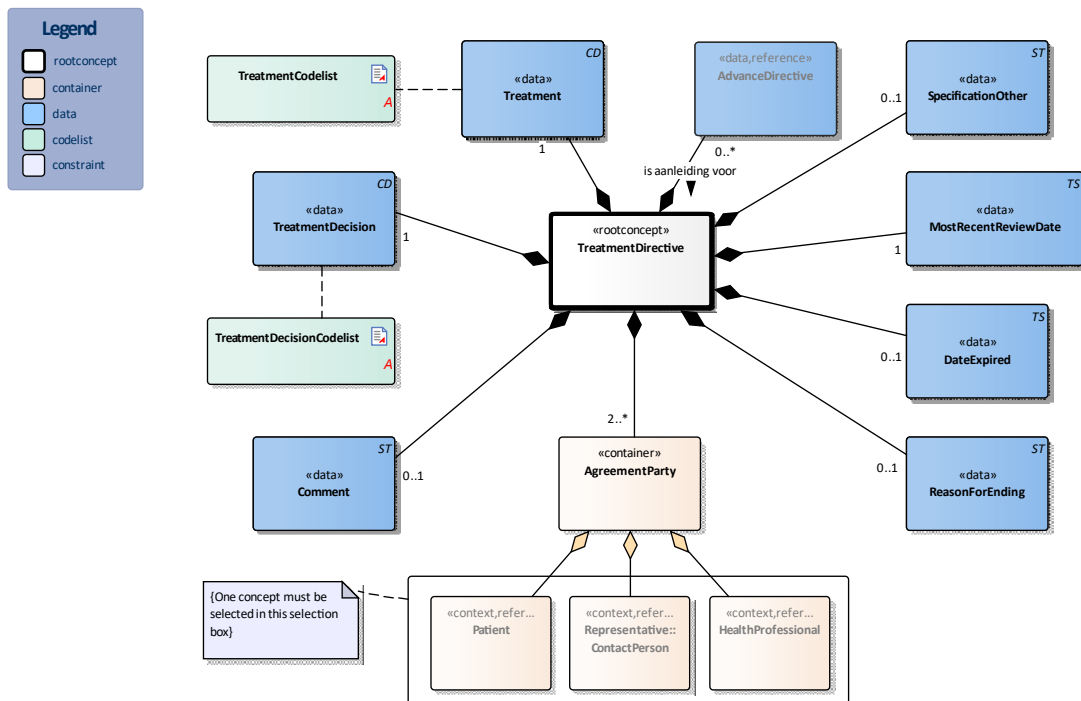 Legend
rootconcept
container
data
codelist
constraint
TreatmentCodelist
A
CD
«data»
Treatment
1
«data,reference»
AdvanceDirective
0..*
is aanleiding voor
ST
«data»
SpecificationOther
0..1
CD
«data»
TreatmentDecision
1
«rootconcept»
TreatmentDirective
TS
«data»
MostRecentReviewDate
1
TreatmentDecisionCodelist
A
TS
«data»
DateExpired
0..1
ST
«data»
Comment
0..1
2..*
«container»
AgreementParty
ST
«data»
ReasonForEnding
0..1
{One concept must be
selected in this selection
box}
«context,refer...
Patient
«context,refer...
Representative::
ContactPerson
«context,refer...
HealthProfessional